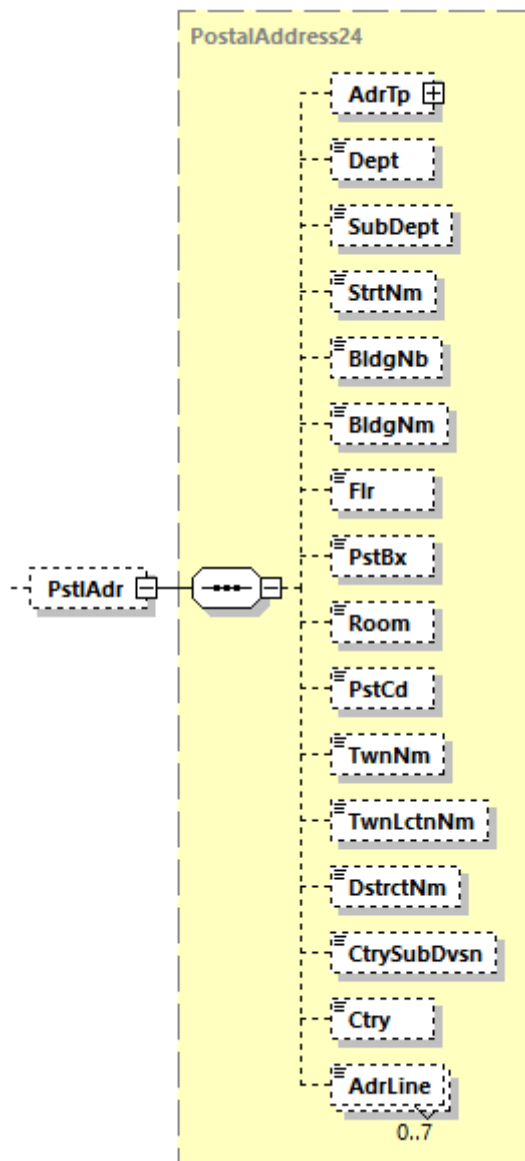 PostalAddress24
AdrTp
Dept
SubDept
StrtNm
BldgNb
BldgNm
Flr
PstBx
PstlAdr
Room
PstCd
TwnNm
TwnLctnNm
DstrctNm
CtrySubDvsn
Ctry
AdrLine
0..7